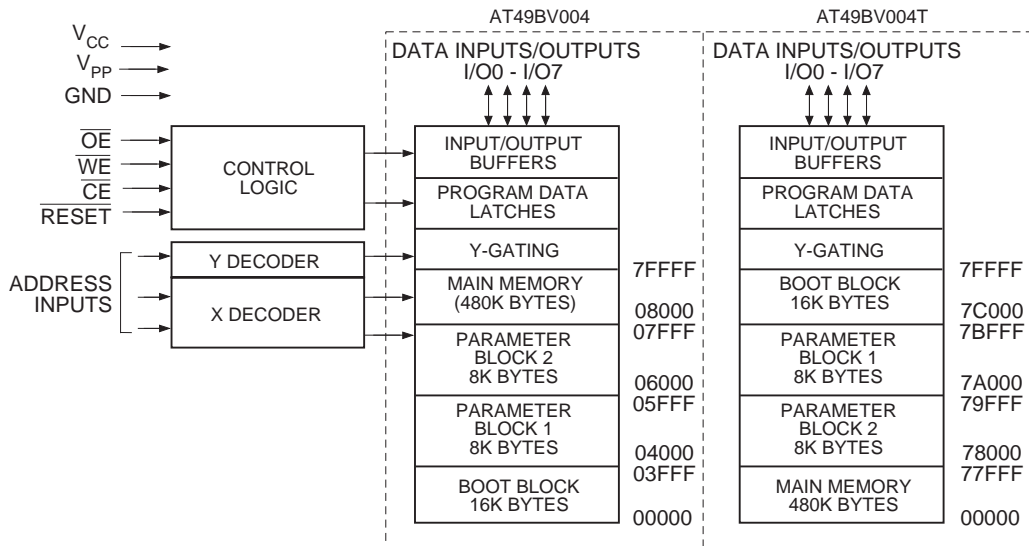 AT49BV004
AT49BV004T
VCC
VPP
GND
OE
WE
CE
RESET
ADDRESS
INPUTS
CONTROL
LOGIC
Y DECODER
X DECODER
DATA INPUTS/OUTPUTS
I/O0 - I/O7
INPUT/OUTPUT
BUFFERS
PROGRAM DATA
LATCHES
Y-GATING
MAIN MEMORY
(480K BYTES)
PARAMETER
BLOCK 2
8K BYTES
PARAMETER
BLOCK 1
8K BYTES
BOOT BLOCK
16K BYTES
7FFFF
08000
07FFF
06000
05FFF
04000
03FFF
00000
DATA INPUTS/OUTPUTS
I/O0 - I/O7
INPUT/OUTPUT
BUFFERS
PROGRAM DATA
LATCHES
Y-GATING
BOOT BLOCK
16K BYTES
PARAMETER
BLOCK 1
8K BYTES
PARAMETER
BLOCK 2
8K BYTES
MAIN MEMORY
480K BYTES
7FFFF
7C000
7BFFF
7A000
79FFF
78000
77FFF
00000